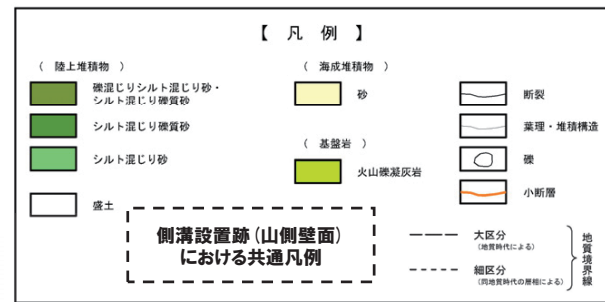 【 凡 例 】
( 陸上堆積物 )
礫混じりシルト混じり砂・
シルト混じり礫質砂
シルト混じり礫質砂
シルト混じり砂
盛土
( 海成堆積物 )
砂
( 基盤岩 )
火山礫凝灰岩
断裂
葉理・堆積構造
礫
小断層
側溝設置跡(山側壁面)
における共通凡例
大区分
(地質時代による)
細区分
(同地質時代の層相による)
地質境界線